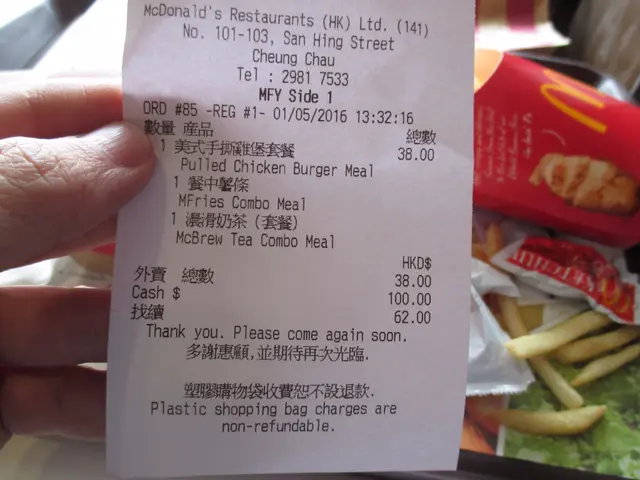 McDonald's Restaurants (HK) Ltd. (141)
No. 101-103, San Hing Street
Cheung Chau
Tel : 2981 7533
MFY Side 1
ORD #85 -REG #1- 01/05/2016 13:32:16
數量 産品 總數
1 美式手撕雞堡套餐 38.00
Pulled Chicken Burger Meal
1 餐中薯條
MFries Combo Meal
1 濃滑奶茶 (套餐)
McBrew Tea Combo Meal
HKD$
外賣 總數 38.00
Cash $ 100.00
找續 62.00
Thank you. Please come again soon.
多謝惠顧,並期待再次光臨.
塑膠購物袋收費恕不設退款.
Plastic shopping bag charges are
non-refundable.